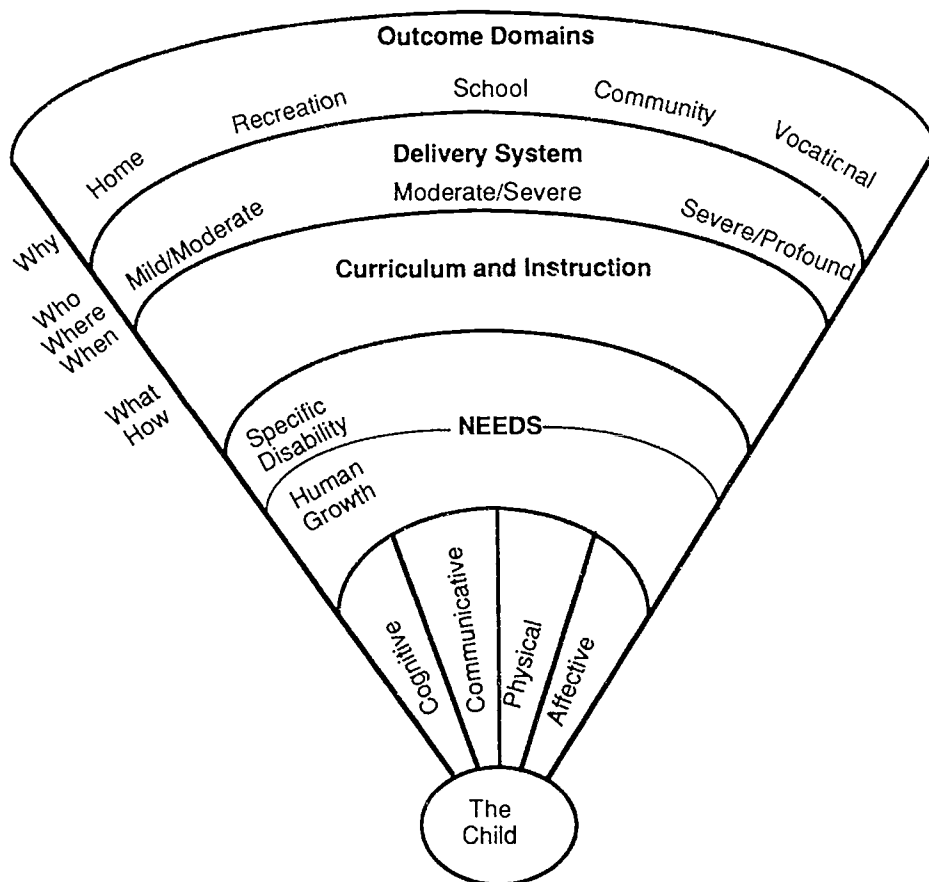 Outcome Domains
Home
Recreation
School
Community
Vocational
Delivery System
Mild/Moderate
Moderate/Severe
Severe/Profound
Why
Who
Where
When
What
How
Curriculum and Instruction
Specific
Disability
NEEDS
Human
Growth
Cognitive
Communicative
Physical
Affective
The
Child